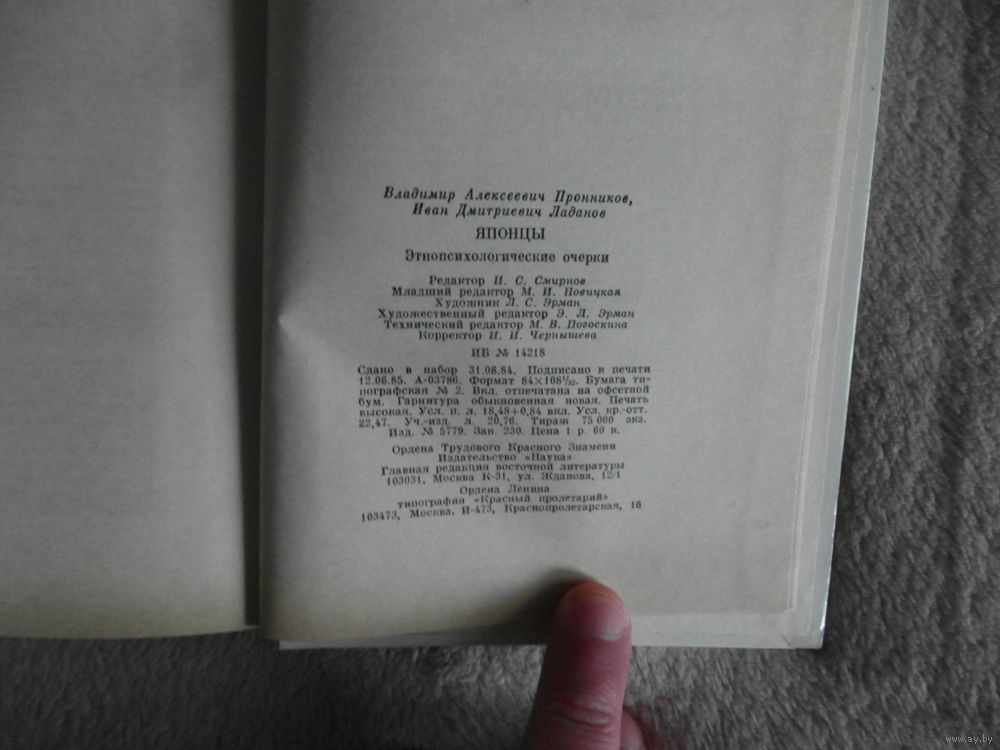 Владимир Алексеевич Пронников,
Иван Дмитриевич Ладанов
ЯПОНЦЫ
Этнопсихологические очерки
Редактор И. С. Смирнов
Младший редактор М. И. Новицкая
Художник Л. С. Эрман
Художественный редактор Э. Л. Эрман
Технический редактор М. В. Погоскина
Корректор И. И. Чернышева
ИБ № 14218
Сдано в набор 31.08.84. Подписано к печати
12.06.85. А-03786. Формат 84×108¹/₃₂. Бумага ти-
пографская № 2. Вкл. отпечатана на офсетной
бум. Гарнитура обыкновенная новая. Печать
высокая. Усл. п. л. 18,48+0,84 вкл. Усл. кр.-отт.
22,47. Уч.-изд. л. 20,76. Тираж 75 000 экз.
Изд. № 5779. Зак. 230. Цена 1 р. 60 к.
Ордена Трудового Красного Знамени
Издательство «Наука»
Главная редакция восточной литературы
103031, Москва К-31, ул. Жданова, 12/1
Ордена Ленина
типография «Красный пролетарий»
103473, Москва, И-473, Краснопролетарская, 16
www.ay.by